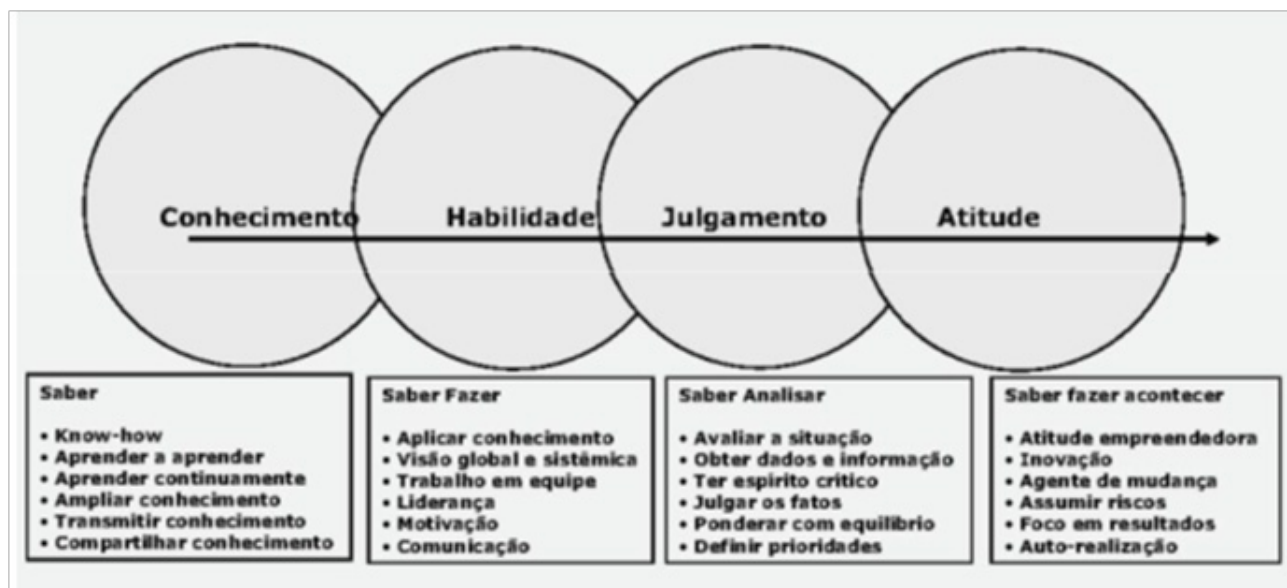 Conhecimento
Habilidade
Julgamento
Atitude
Saber
• Know-how
• Aprender a aprender
• Aprender continuamente
• Ampliar conhecimento
• Transmitir conhecimento
• Compartilhar conhecimento
Saber Fazer
• Aplicar conhecimento
• Visão global e sistêmica
• Trabalho em equipe
• Liderança
• Motivação
• Comunicação
Saber Analisar
• Avaliar a situação
• Obter dados e informação
• Ter espirito critico
• Julgar os fatos
• Ponderar com equilíbrio
• Definir prioridades
Saber fazer acontecer
• Atitude empreendedora
• Inovação
• Agente de mudança
• Assumir riscos
• Foco em resultados
• Auto-realização